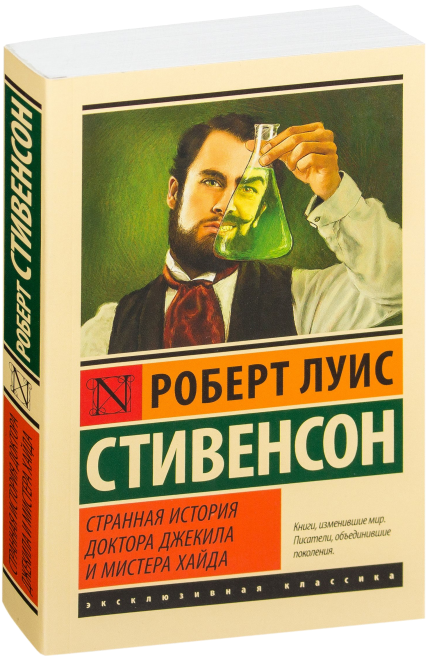 РОБЕРТ СТИВЕНСОН
СТРАННАЯ ИСТОРИЯ ДОКТОРА
ДЖЕКИЛА И МИСТЕРА ХАЙДА
N
РОБЕРТ ЛУИС
СТИВЕНСОН
СТРАННАЯ ИСТОРИЯ
ДОКТОРА ДЖЕКИЛА
И МИСТЕРА ХАЙДА
Книги, изменившие мир.
Писатели, объединившие
поколения.
эксклюзивная классика